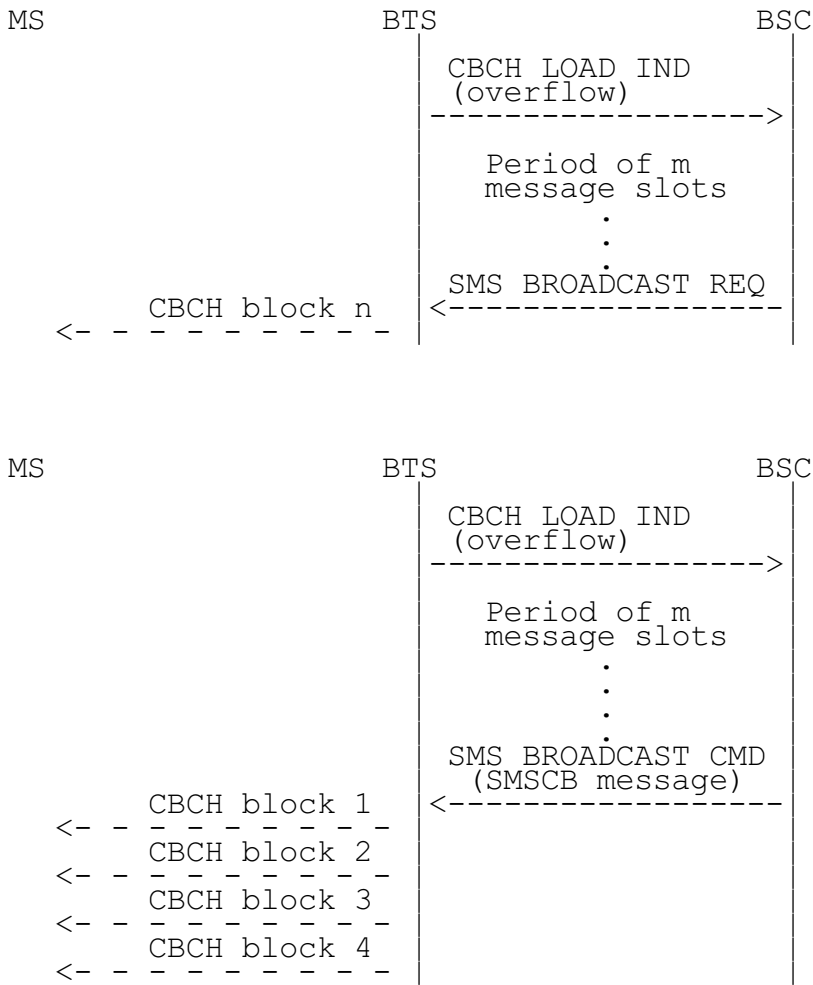 MS BTS BSC
CBCH LOAD IND
(overflow)
------------------>
Period of m
message slots
.
.
.
SMS BROADCAST REQ
CBCH block n <------------------
<- - - - - - - - -
MS BTS BSC
CBCH LOAD IND
(overflow)
------------------>
Period of m
message slots
.
.
.
.
SMS BROADCAST CMD
(SMSCB message)
CBCH block 1 <------------------
<- - - - - - - - -
CBCH block 2
<- - - - - - - - -
CBCH block 3
<- - - - - - - - -
CBCH block 4
<- - - - - - - - -